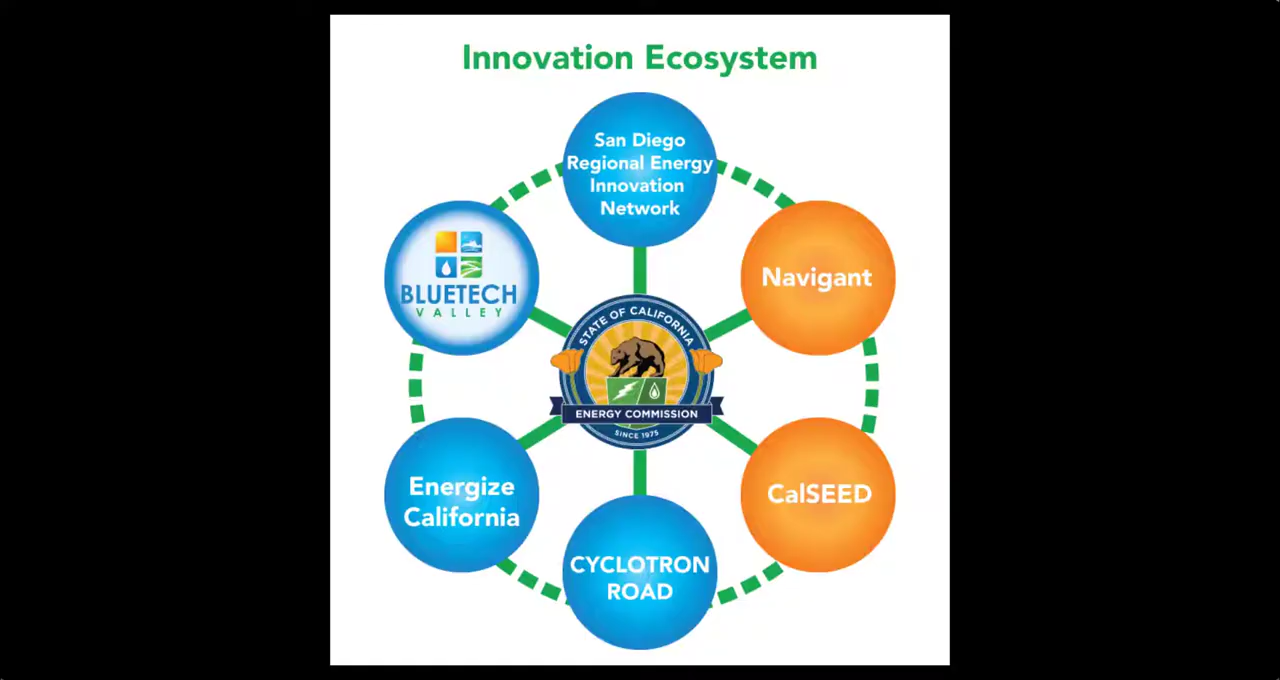 Innovation Ecosystem
San Diego
Regional Energy
Innovation
Network
BLUETECH
VALLEY
Navigant
STATE OF CALIFORNIA
ENERGY COMMISSION
SINCE 1975
Energize
California
CalSEED
CYCLOTRON
ROAD